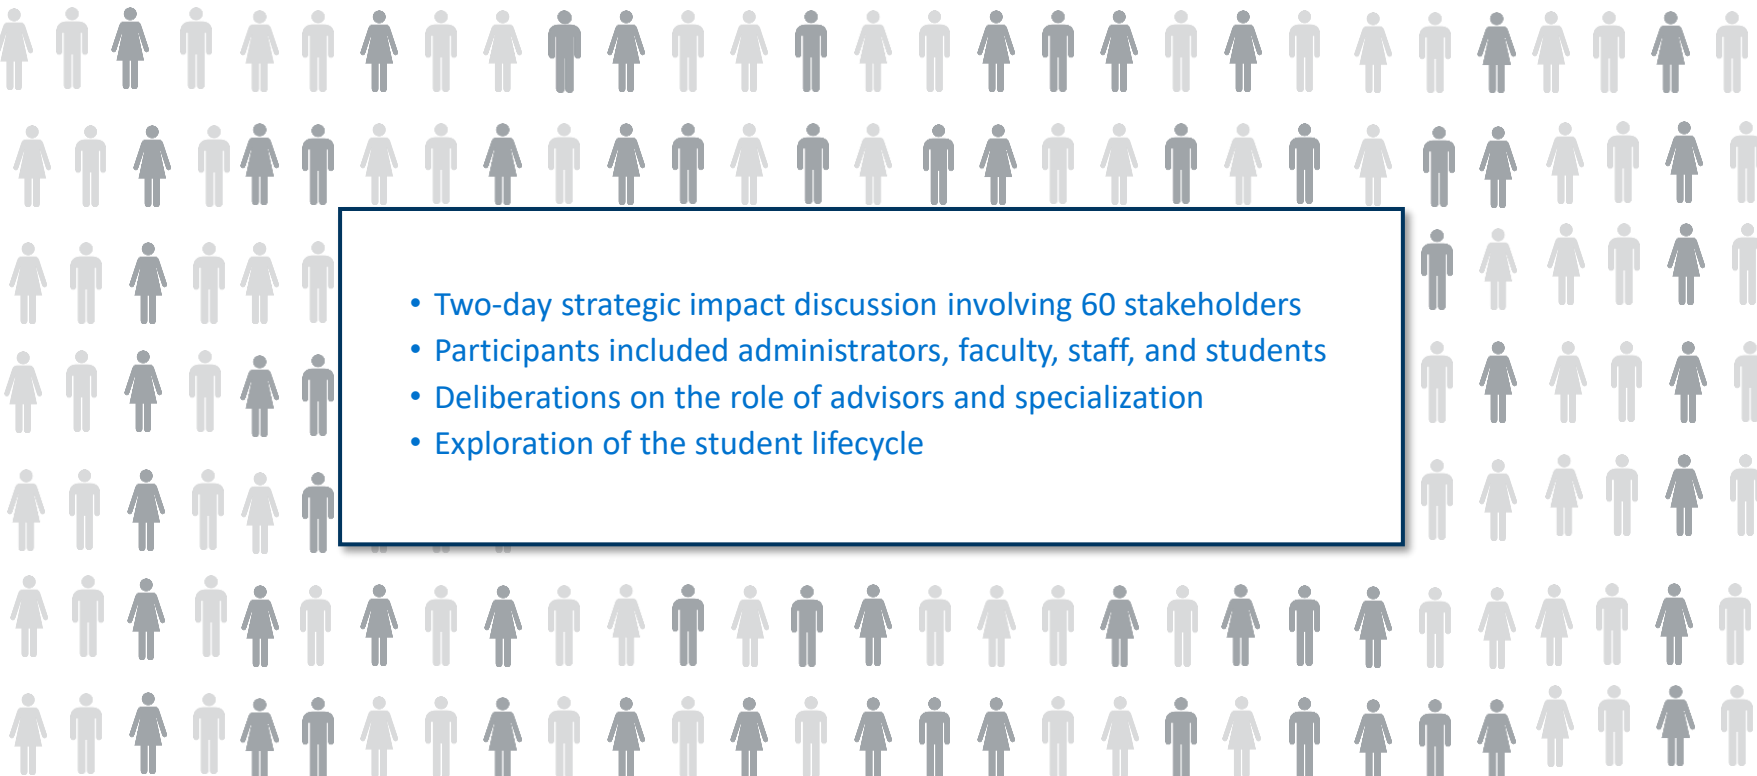 • Two-day strategic impact discussion involving 60 stakeholders
• Participants included administrators, faculty, staff, and students
• Deliberations on the role of advisors and specialization
• Exploration of the student lifecycle